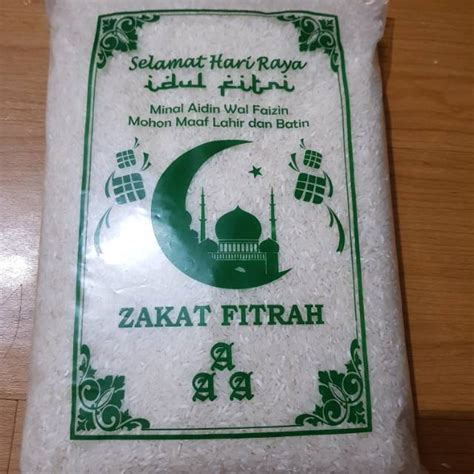 Selamat Hari Raya
idul fitri
Minal Aidin Wal Faizin
Mohon Maaf Lahir dan Batin
ZAKAT FITRAH
A
A A